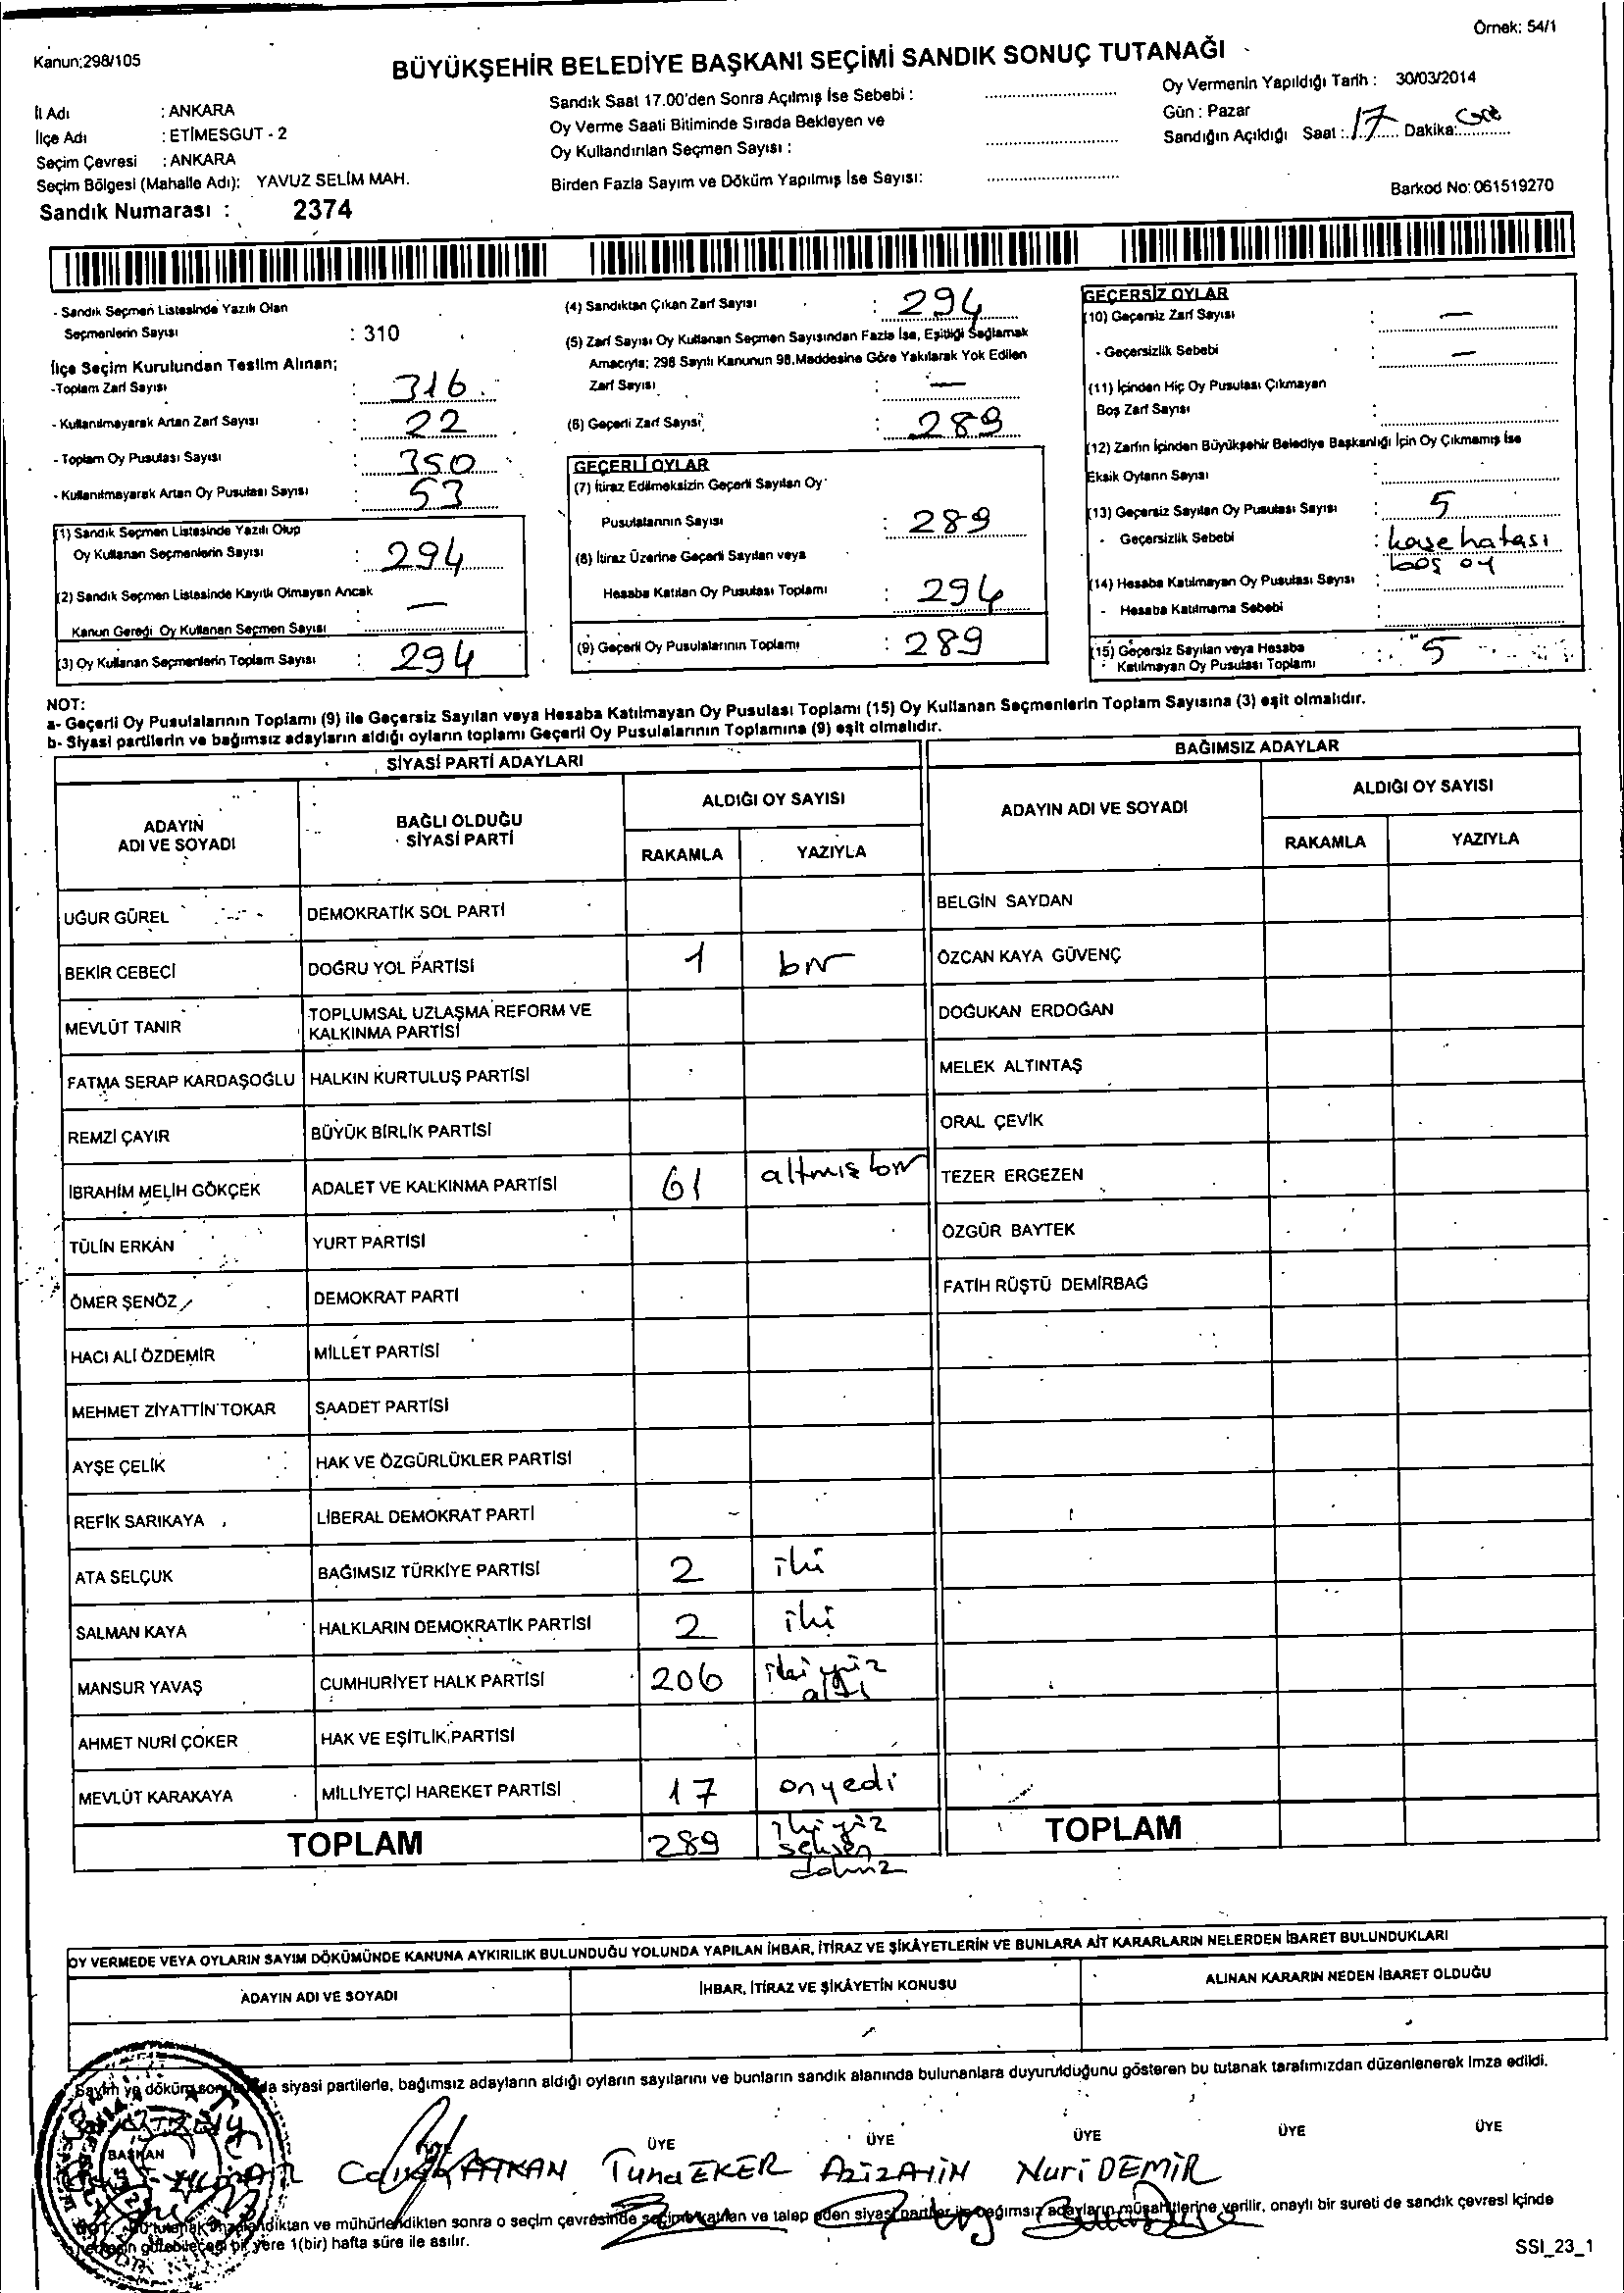 Örnek: 54/1
Kanun:298/105
BÜYÜKŞEHİR BELEDİYE BAŞKANI SEÇİMİ SANDIK SONUÇ TUTANAĞI
İl Adı : ANKARA
İlçe Adı : ETİMESGUT - 2
Seçim Çevresi : ANKARA
Seçim Bölgesi (Mahalle Adı): YAVUZ SELİM MAH.
Sandık Numarası : 2374
Sandık Saat 17.00'den Sonra Açılmış İse Sebebi :
Oy Verme Saati Bitiminde Sırada Bekleyen ve
Oy Kullandırılan Seçmen Sayısı :
Birden Fazla Sayım ve Döküm Yapılmış İse Sayısı:
Oy Vermenin Yapıldığı Tarih : 30/03/2014
Gün : Pazar
Sandığın Açıldığı Saat : 17 Dakika:
Barkod No: 061519270
- Sandık Seçmen Listesinde Yazılı Olan
Seçmenlerin Sayısı : 310
İlçe Seçim Kurulundan Teslim Alınan;
-Toplam Zarf Sayısı : 316
- Kullanılmayarak Artan Zarf Sayısı : 22
- Toplam Oy Pusulası Sayısı : 350
- Kullanılmayarak Artan Oy Pusulası Sayısı : 53
(1) Sandık Seçmen Listesinde Yazılı Olup
Oy Kullanan Seçmenlerin Sayısı : 294
(2) Sandık Seçmen Listesinde Kayıtlı Olmayan Ancak
Kanun Gereği Oy Kullanan Seçmen Sayısı —
(3) Oy Kullanan Seçmenlerin Toplam Sayısı : 294
(4) Sandıktan Çıkan Zarf Sayısı : 294
(5) Zarf Sayısı Oy Kullanan Seçmen Sayısından Fazla İse, Eşitliği Sağlamak
Amacıyla; 298 Sayılı Kanunun 98.Maddesine Göre Yakılarak Yok Edilen
Zarf Sayısı : —
(6) Geçerli Zarf Sayısı : 289
GEÇERLİ OYLAR
(7) İtiraz Edilmeksizin Geçerli Sayılan Oy
Pusulalarının Sayısı : 289
(8) İtiraz Üzerine Geçerli Sayılan veya
Hesaba Katılan Oy Pusulası Toplamı : 294
(9) Geçerli Oy Pusulalarının Toplamı : 289
GEÇERSİZ OYLAR
(10) Geçersiz Zarf Sayısı : —
- Geçersizlik Sebebi : —
(11) İçinden Hiç Oy Pusulası Çıkmayan
Boş Zarf Sayısı :
(12) Zarfın İçinden Büyükşehir Belediye Başkanlığı İçin Oy Çıkmamış İse
Eksik Oyların Sayısı :
(13) Geçersiz Sayılan Oy Pusulası Sayısı : 5
- Geçersizlik Sebebi : kaşe hatası
boş oy
(14) Hesaba Katılmayan Oy Pusulası Sayısı :
- Hesaba Katılmama Sebebi :
(15) Geçersiz Sayılan veya Hesaba
Katılmayan Oy Pusulası Toplamı : 5
NOT:
a- Geçerli Oy Pusulalarının Toplamı (9) ile Geçersiz Sayılan veya Hesaba Katılmayan Oy Pusulası Toplamı (15) Oy Kullanan Seçmenlerin Toplam Sayısına (3) eşit olmalıdır.
b- Siyasi partilerin ve bağımsız adayların aldığı oyların toplamı Geçerli Oy Pusulalarının Toplamına (9) eşit olmalıdır.
SİYASİ PARTİ ADAYLARI
BAĞIMSIZ ADAYLAR
ADAYIN
ADI VE SOYADI
BAĞLI OLDUĞU
SİYASİ PARTİ
ALDIĞI OY SAYISI
RAKAMLA YAZIYLA
ADAYIN ADI VE SOYADI
ALDIĞI OY SAYISI
RAKAMLA YAZIYLA
UĞUR GÜREL DEMOKRATİK SOL PARTİ BELGİN SAYDAN
BEKİR CEBECİ DOĞRU YOL PARTİSİ 1 bir ÖZCAN KAYA GÜVENÇ
MEVLÜT TANIR TOPLUMSAL UZLAŞMA REFORM VE
KALKINMA PARTİSİ DOĞUKAN ERDOĞAN
FATMA SERAP KARDAŞOĞLU HALKIN KURTULUŞ PARTİSİ MELEK ALTINTAŞ
REMZİ ÇAYIR BÜYÜK BİRLİK PARTİSİ ORAL ÇEVİK
İBRAHİM MELİH GÖKÇEK ADALET VE KALKINMA PARTİSİ 61 altmış bir TEZER ERGEZEN
TÜLİN ERKAN YURT PARTİSİ ÖZGÜR BAYTEK
ÖMER ŞENÖZ DEMOKRAT PARTİ FATİH RÜŞTÜ DEMİRBAĞ
HACI ALİ ÖZDEMİR MİLLET PARTİSİ
MEHMET ZİYATTİN TOKAR SAADET PARTİSİ
AYŞE ÇELİK HAK VE ÖZGÜRLÜKLER PARTİSİ
REFİK SARIKAYA LİBERAL DEMOKRAT PARTİ
ATA SELÇUK BAĞIMSIZ TÜRKİYE PARTİSİ 2 iki
SALMAN KAYA HALKLARIN DEMOKRATİK PARTİSİ 2 iki
MANSUR YAVAŞ CUMHURİYET HALK PARTİSİ 206 ikiyüz
altı
AHMET NURİ ÇÖKER HAK VE EŞİTLİK PARTİSİ
MEVLÜT KARAKAYA MİLLİYETÇİ HAREKET PARTİSİ 17 onyedi
TOPLAM 289 ikiyüz
seksen
dokuz
TOPLAM
OY VERMEDE VEYA OYLARIN SAYIM DÖKÜMÜNDE KANUNA AYKIRILIK BULUNDUĞU YOLUNDA YAPILAN İHBAR, İTİRAZ VE ŞİKÂYETLERİN VE BUNLARA AİT KARARLARIN NELERDEN İBARET BULUNDUKLARI
ADAYIN ADI VE SOYADI İHBAR, İTİRAZ VE ŞİKÂYETİN KONUSU ALINAN KARARIN NEDEN İBARET OLDUĞU
Sayım ve döküm siyasi partilerle, bağımsız adayların aldığı oyların sayılarını ve bunların sandık alanında bulunanlara duyurulduğunu gösteren bu tutanak tarafımızdan düzenlenerek imza edildi.
BAŞKAN ÜYE ÜYE ÜYE ÜYE ÜYE
Tuna EKER AZİZ Nuri DEMİR
sonra o seçim çevresinde seçime katılan ve talep eden siyasi partiler ile bağımsız adayların müşahitlerine verilir, onaylı bir sureti de sandık çevresi içinde
bir yere 1(bir) hafta süre ile asılır.
SSI_23_1